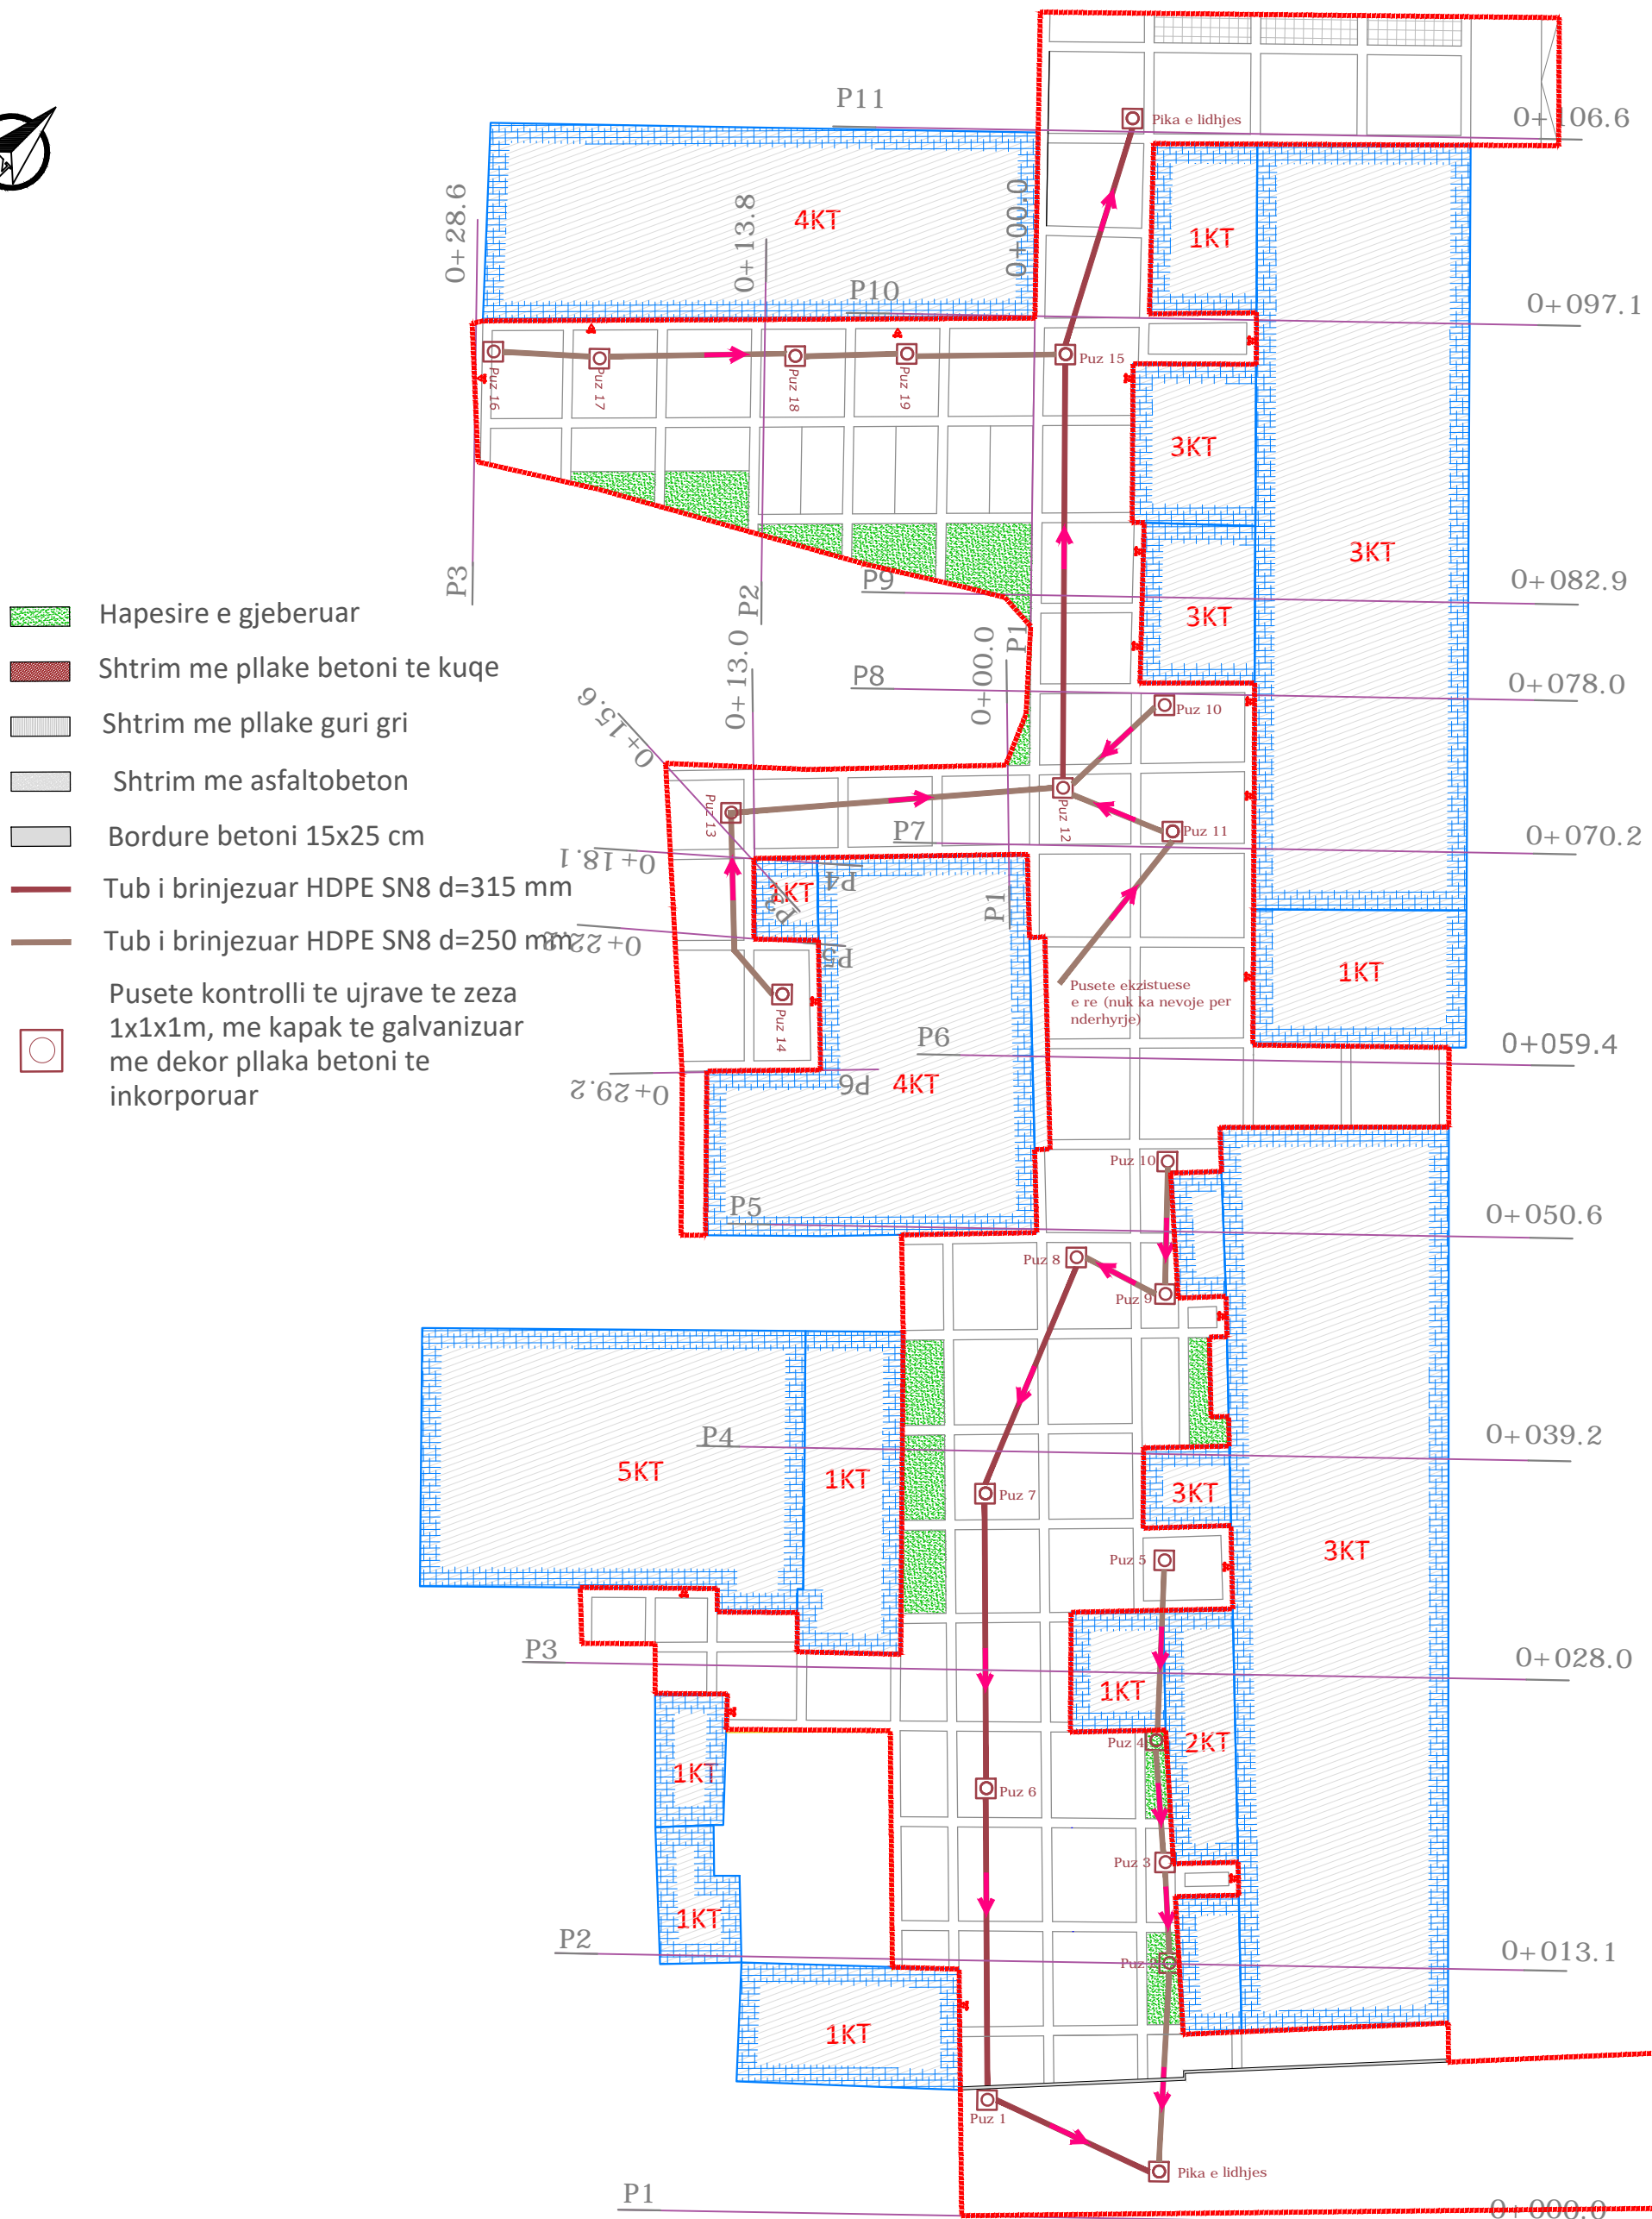 P11
0+106.6
Pika e lidhjes
0+28.6
0+13.8
0+00.0
4KT
1KT
P10
0+097.1
Puz 15
Puz 16
Puz 17
Puz 18
Puz 19
3KT
3KT
P3
P2
P9
0+082.9
3KT
P1
Hapesire e gjeberuar
Shtrim me pllake betoni te kuqe
Shtrim me pllake guri gri
Shtrim me asfaltobeton
Bordure betoni 15x25 cm
Tub i brinjezuar HDPE SN8 d=315 mm
Tub i brinjezuar HDPE SN8 d=250 mm
Pusete kontrolli te ujrave te zeza
1x1x1m, me kapak te galvanizuar
me dekor pllaka betoni te
inkorporuar
0+15.6
0+13.0
0+000.0
P8
0+078.0
Puz 10
Puz 13
Puz 12
Puz 11
P7
0+070.2
0+18.1
P4
1KT
P3
P1
P5
Puz 14
Pusete ekzistuese
e re (nuk ka nevoje per
nderhyrje)
1KT
P6
0+059.4
0+29.2
P6
4KT
Puz 10
P5
0+050.6
Puz 8
Puz 9
P4
0+039.2
5KT
1KT
3KT
Puz 7
Puz 5
3KT
P3
0+028.0
1KT
Puz 4
2KT
1KT
Puz 6
Puz 3
1KT
P2
0+013.1
1KT
Puz 1
Pika e lidhjes
P1
0+000.0